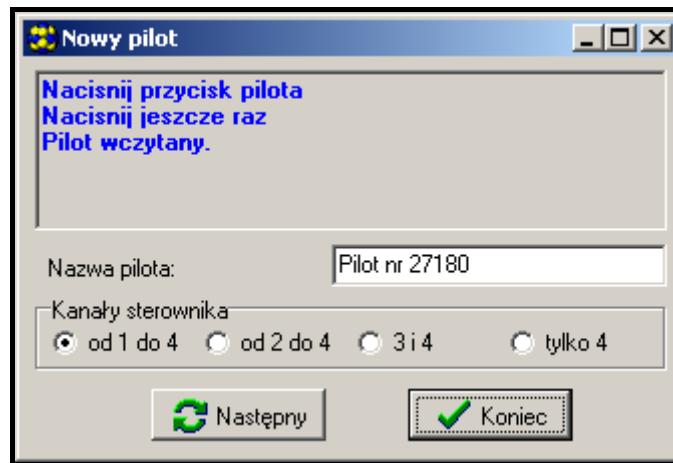 Nowy pilot
Nacisnij przycisk pilota
Nacisnij jeszcze raz
Pilot wczytany.
Nazwa pilota: Pilot nr 27180
Kanały sterownika
od 1 do 4 od 2 do 4 3 i 4 tylko 4
Następny Koniec